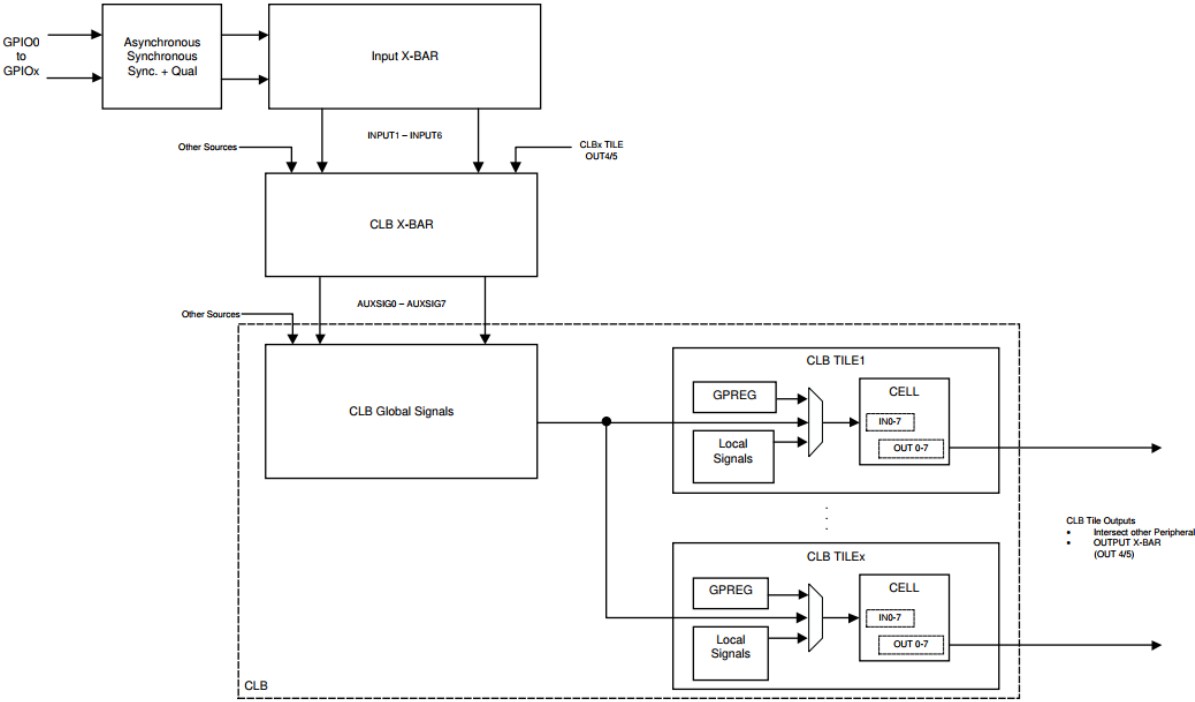 GPIO0
to
GPIOx
Asynchronous
Synchronous
Sync. + Qual
Input X-BAR
INPUT1 – INPUT6
Other Sources
CLBx TILE
OUT4/5
CLB X-BAR
AUXSIG0 – AUXSIG7
Other Sources
CLB Global Signals
CLB TILE1
GPREG
CELL
IN0-7
OUT 0-7
Local
Signals
CLB Tile Outputs
• Intersect other Peripheral
• OUTPUT X-BAR
(OUT 4/5)
CLB TILEx
GPREG
CELL
IN0-7
OUT 0-7
Local
Signals
CLB